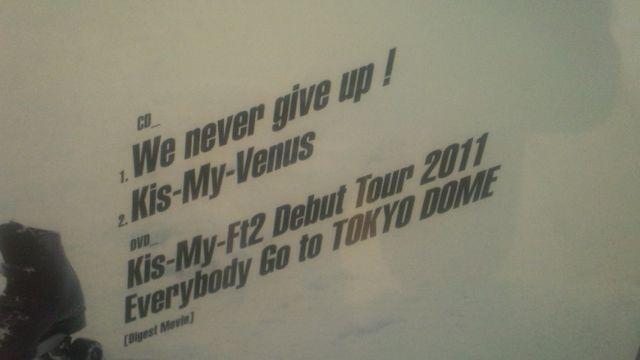 CD_
1. We never give up !
2. Kis-My-Venus
DVD_
Kis-My-Ft2 Debut Tour 2011
Everybody Go to TOKYO DOME
[Digest Movie]